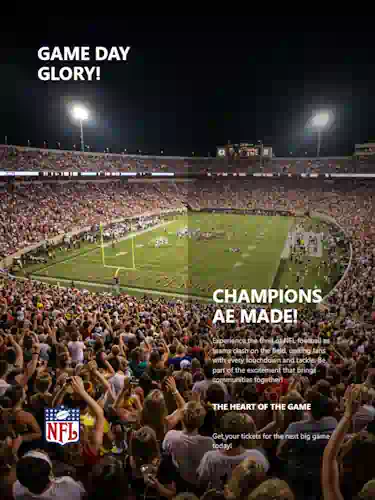 GAME DAY
GLORY!
CHAMPIONS
AE MADE!
Experience the thrill of NFL football as
teams clash on the field, uniting fans
with every touchdown and tackle. Be
part of the excitement that brings
communities together!
THE HEART OF THE GAME
Get your tickets for the next big game
today!
NFL